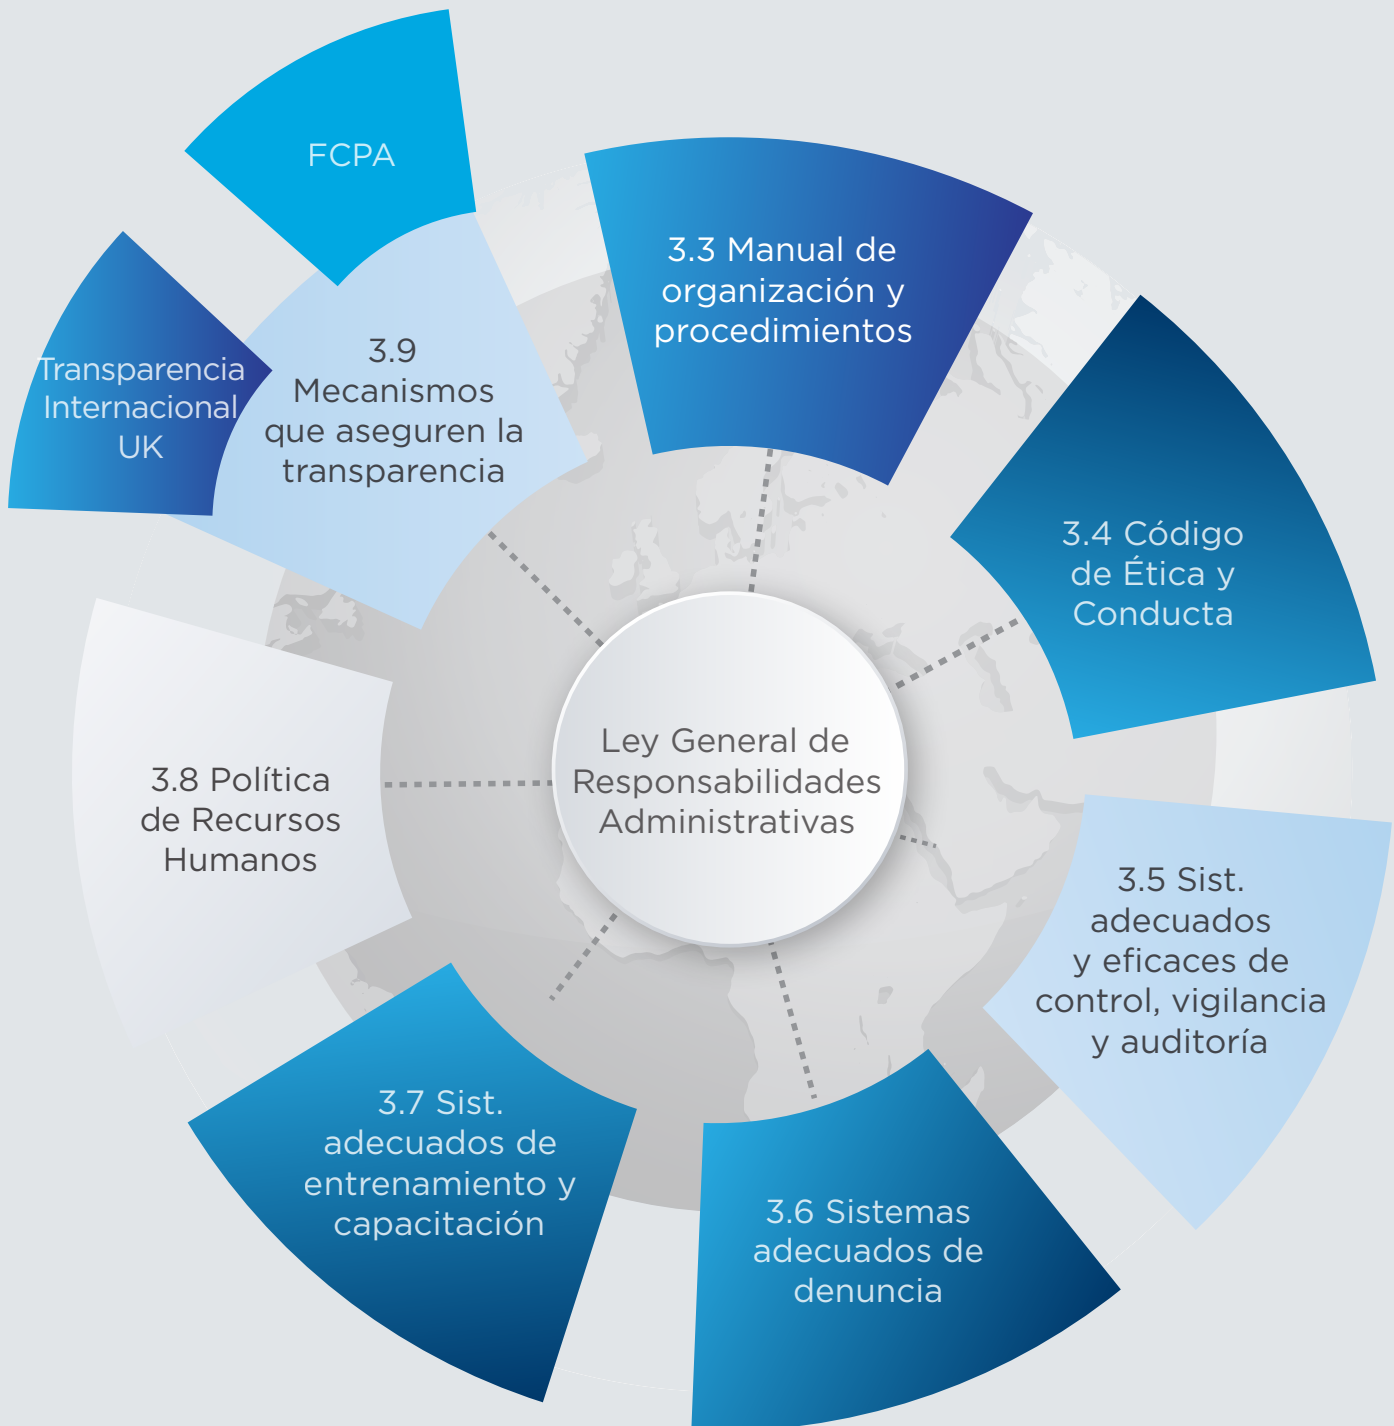 FCPA
Transparencia
Internacional
UK
3.9
Mecanismos
que aseguren la
transparencia
3.3 Manual de
organización y
procedimientos
3.4 Código
de Ética y
Conducta
Ley General de
Responsabilidades
Administrativas
3.8 Política
de Recursos
Humanos
3.5 Sist.
adecuados
y eficaces de
control, vigilancia
y auditoría
3.7 Sist.
adecuados de
entrenamiento y
capacitación
3.6 Sistemas
adecuados de
denuncia